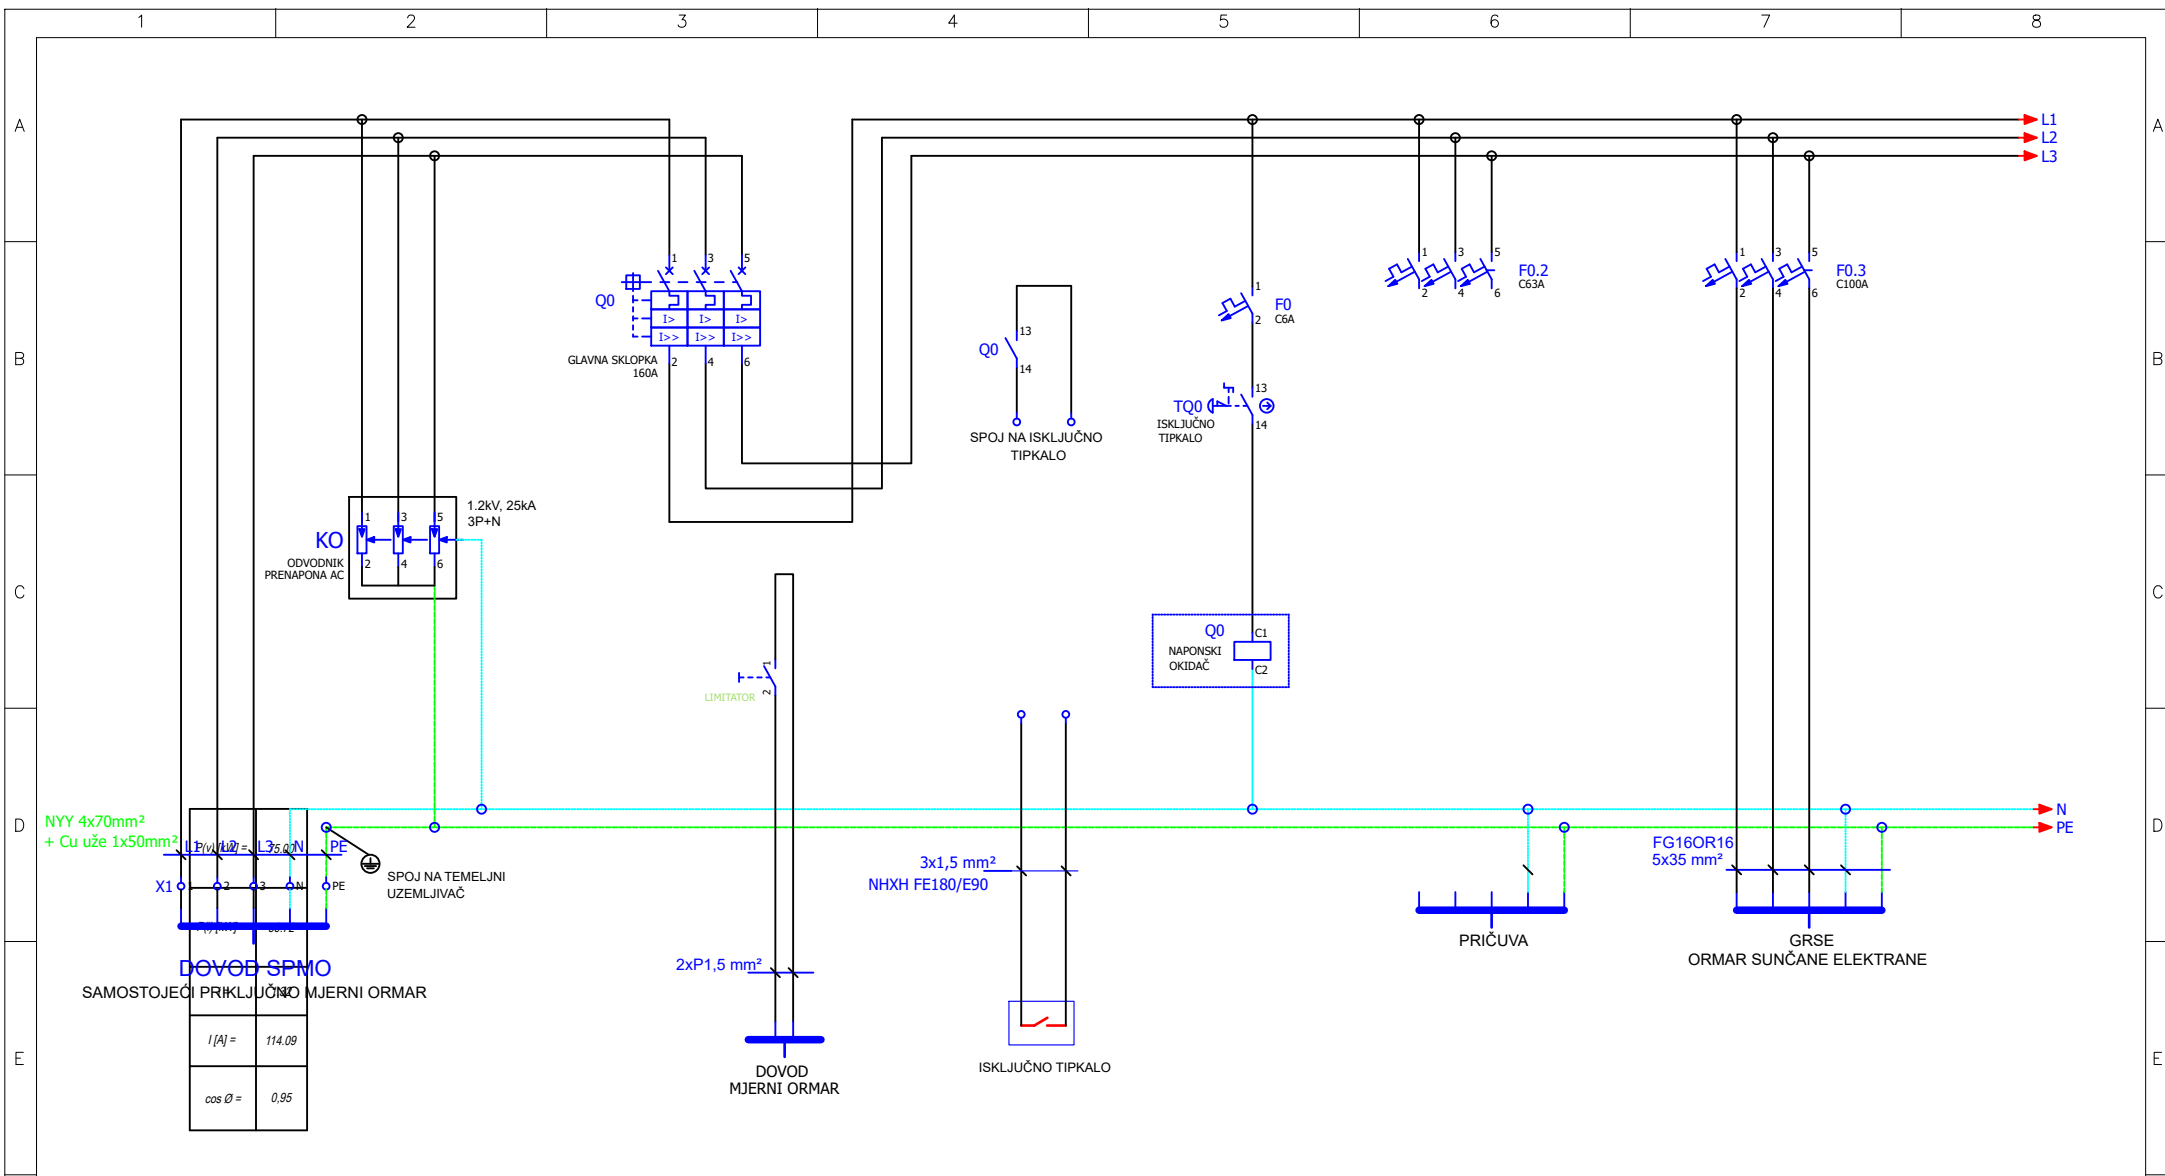 1 2 3 4 5 6 7 8
A A
L1
L2
L3
1 3 5
Q0
I> I> I>
I>> I>> I>>
GLAVNA SKLOPKA
160A
2 4 6
13
Q0
14
SPOJ NA ISKLJUČNO
TIPKALO
1
F0
C6A
2
13
TQ0
ISKLJUČNO
TIPKALO
14
1 3 5
F0.2
C63A
2 4 6
1 3 5
F0.3
C100A
2 4 6
B B
1.2kV, 25kA
3P+N
1 3 5
KO
ODVODNIK
PRENAPONA AC
2 4 6
C C
1
2
LIMITATOR
Q0
C1
NAPONSKI
OKIDAČ
C2
N
PE
D D
NYY 4x70mm²
+ Cu uže 1x50mm²
L1 L2 L3 N PE
P(v) [kW] = 75.00
X1 1 2 3 N PE
SPOJ NA TEMELJNI
UZEMLJIVAČ
3x1,5 mm²
NHXH FE180/E90
FG16OR16
5x35 mm²
PRIČUVA
GRSE
ORMAR SUNČANE ELEKTRANE
DOVOD SPMO
SAMOSTOJEĆI PRIKLJUČNO MJERNI ORMAR
2xP1,5 mm²
I [A] = 114.09
cos Ø = 0,95
DOVOD
MJERNI ORMAR
ISKLJUČNO TIPKALO
E E